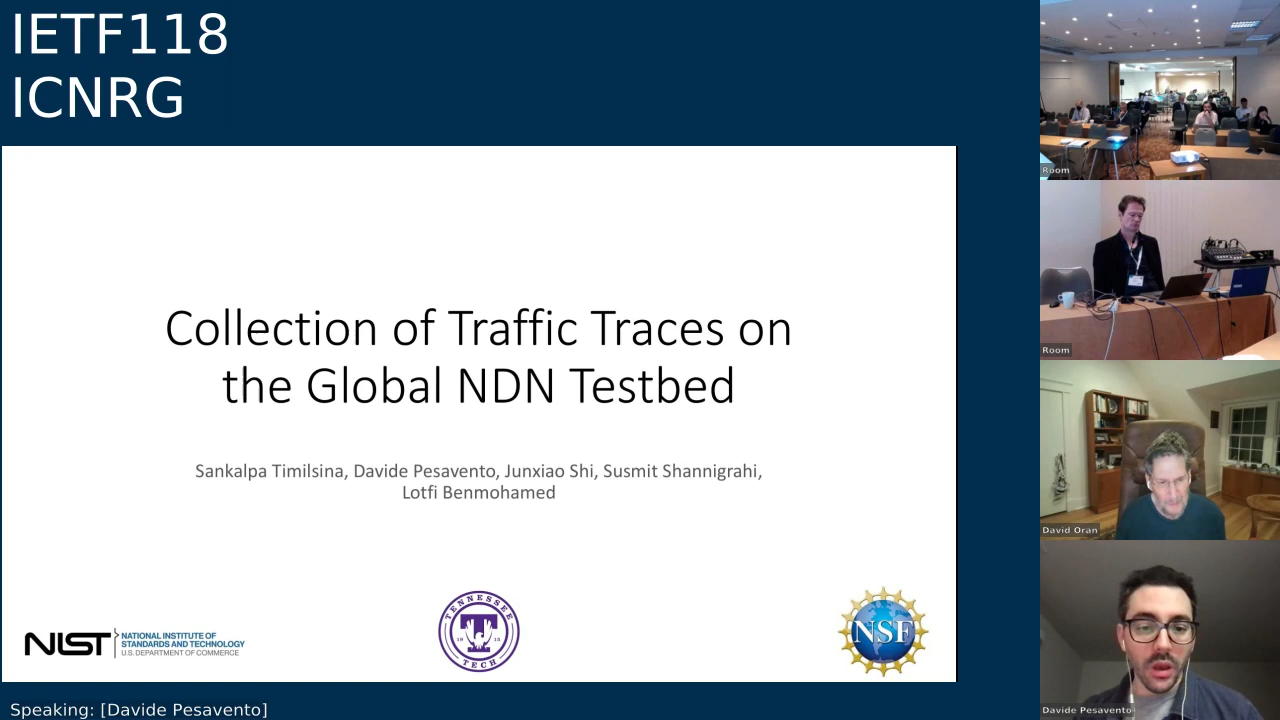 IETF118
ICNRG
Collection of Traffic Traces on
the Global NDN Testbed
Sankalpa Timilsina, Davide Pesavento, Junxiao Shi, Susmit Shannigrahi,
Lotfi Benmohamed
NIST
NATIONAL INSTITUTE OF
STANDARDS AND TECHNOLOGY
U.S. DEPARTMENT OF COMMERCE
TENNESSEE
1915
TECH
NSF
Speaking: [Davide Pesavento]
Room
Room
David Oran
Davide Pesavento